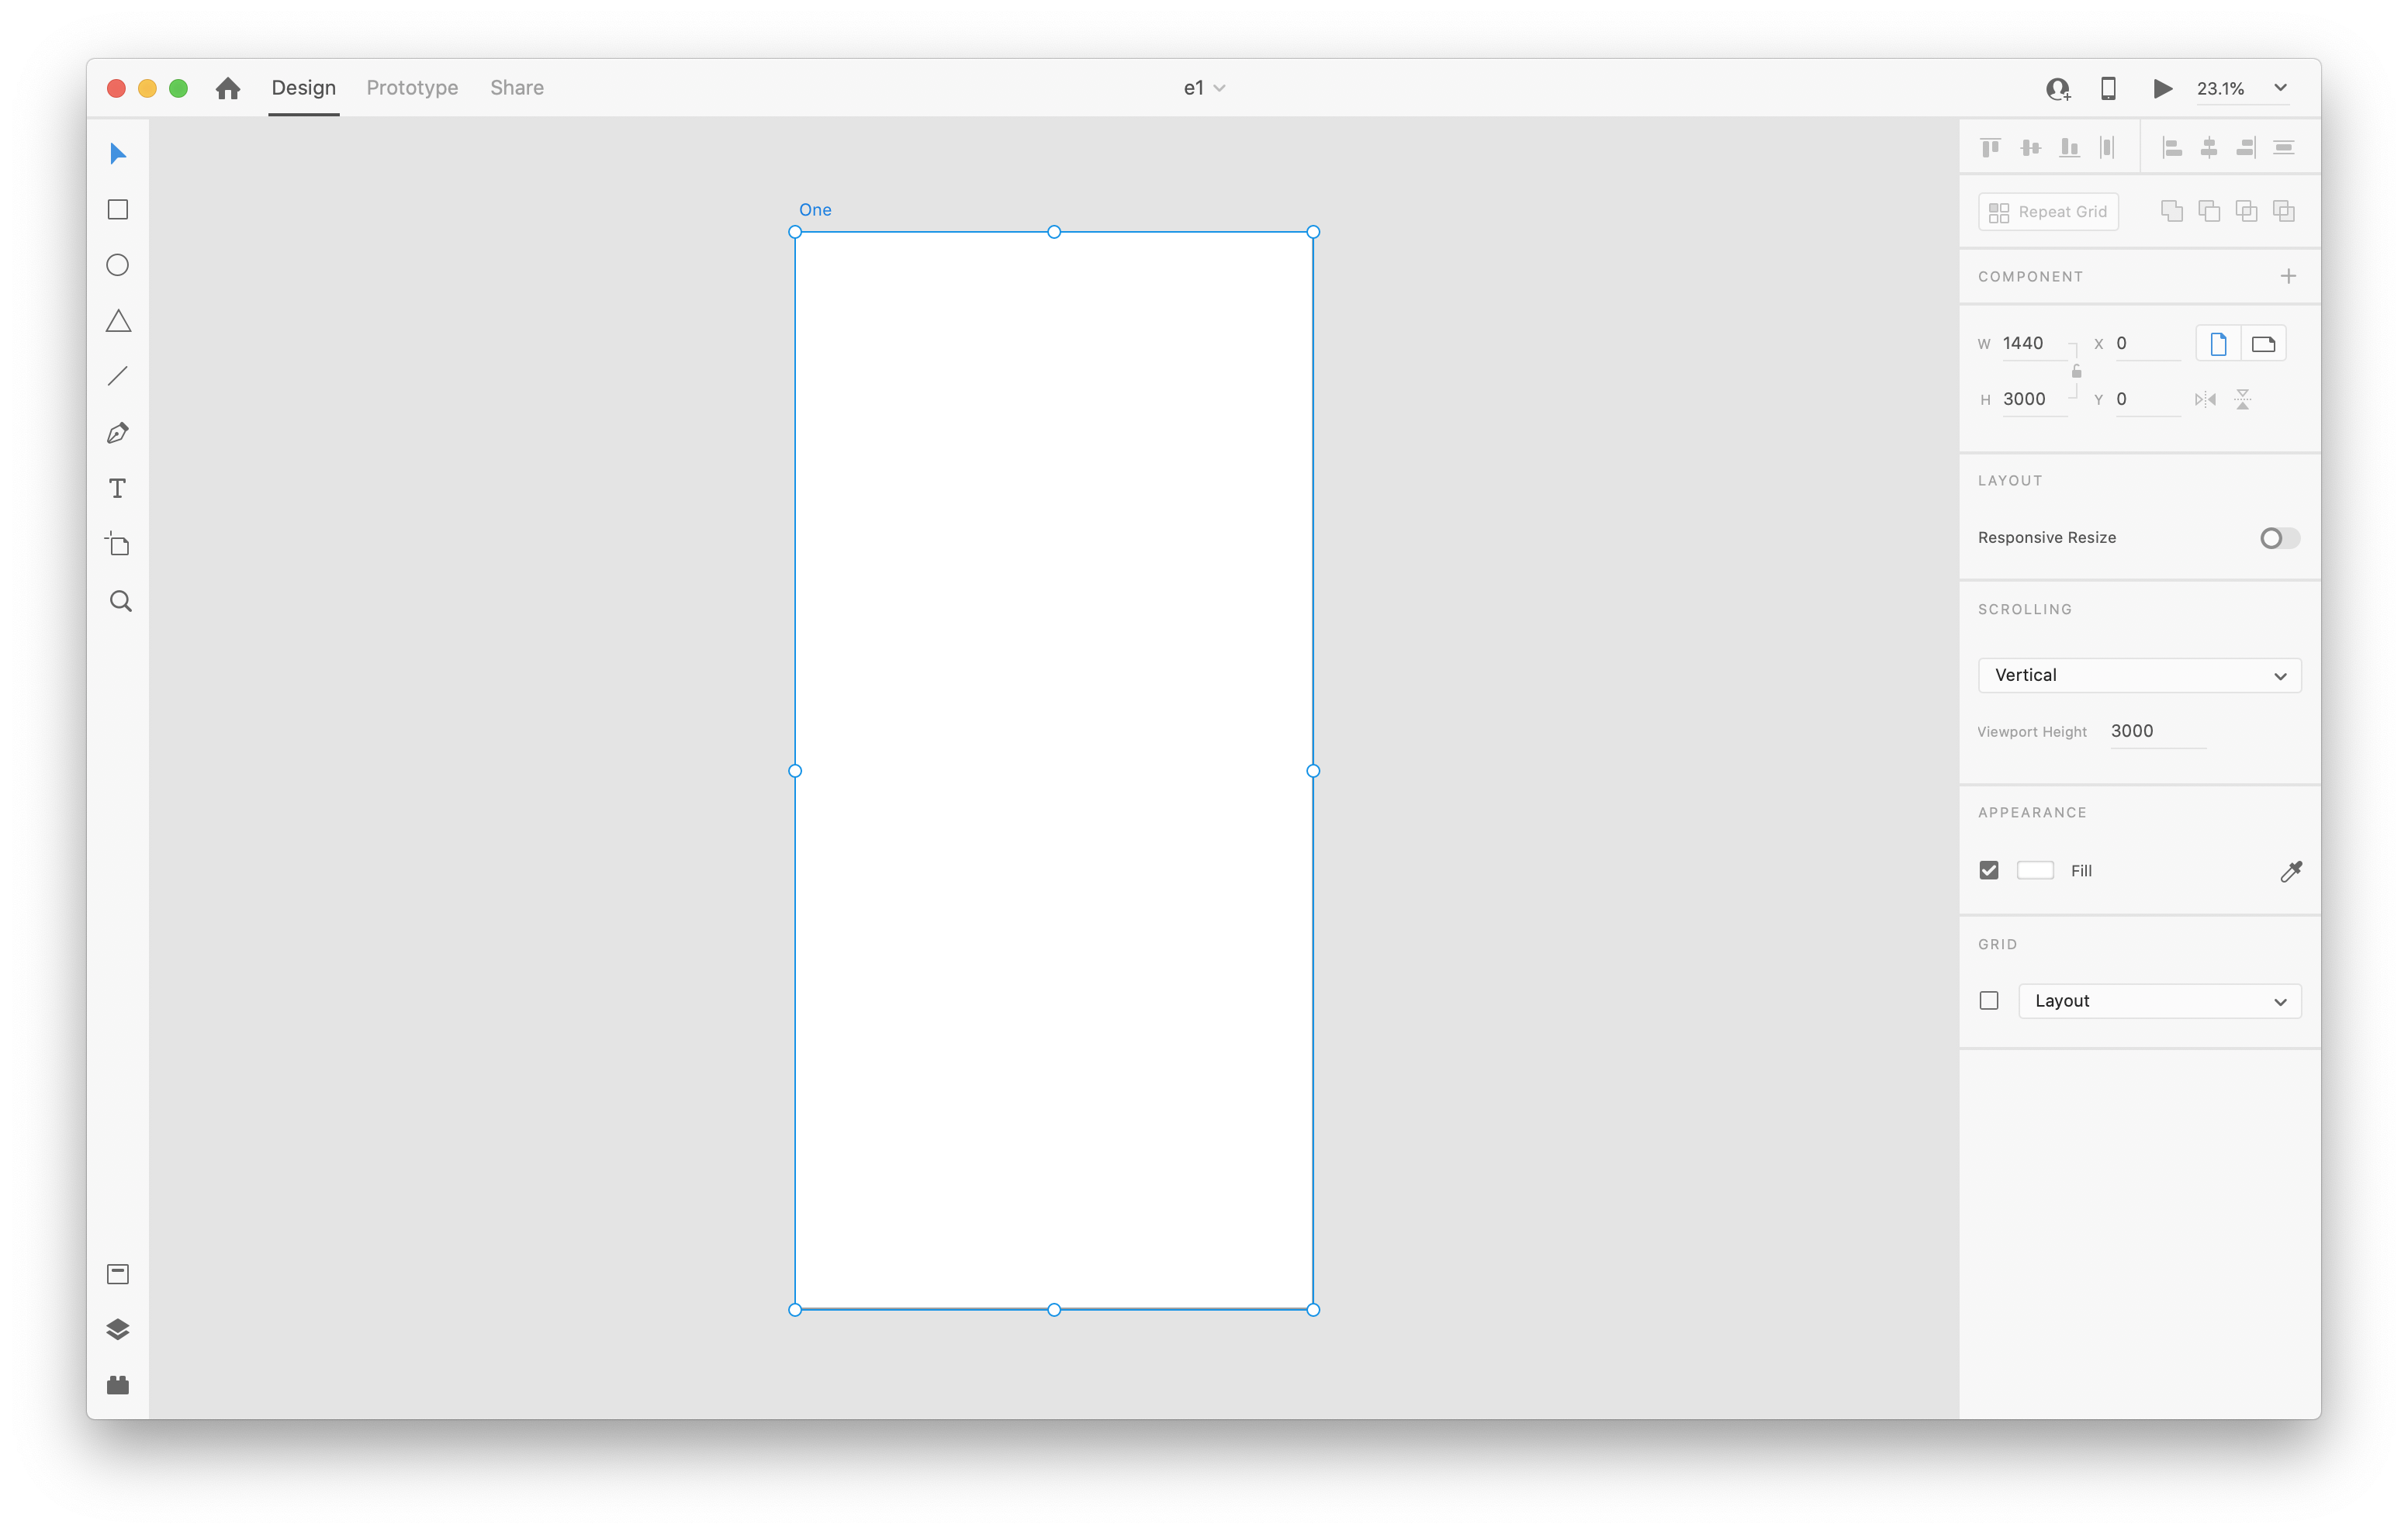 Design Prototype Share e1 23.1%
One
Repeat Grid
COMPONENT
W 1440 X 0
H 3000 Y 0
LAYOUT
Responsive Resize
SCROLLING
Vertical
Viewport Height 3000
APPEARANCE
Fill
GRID
Layout